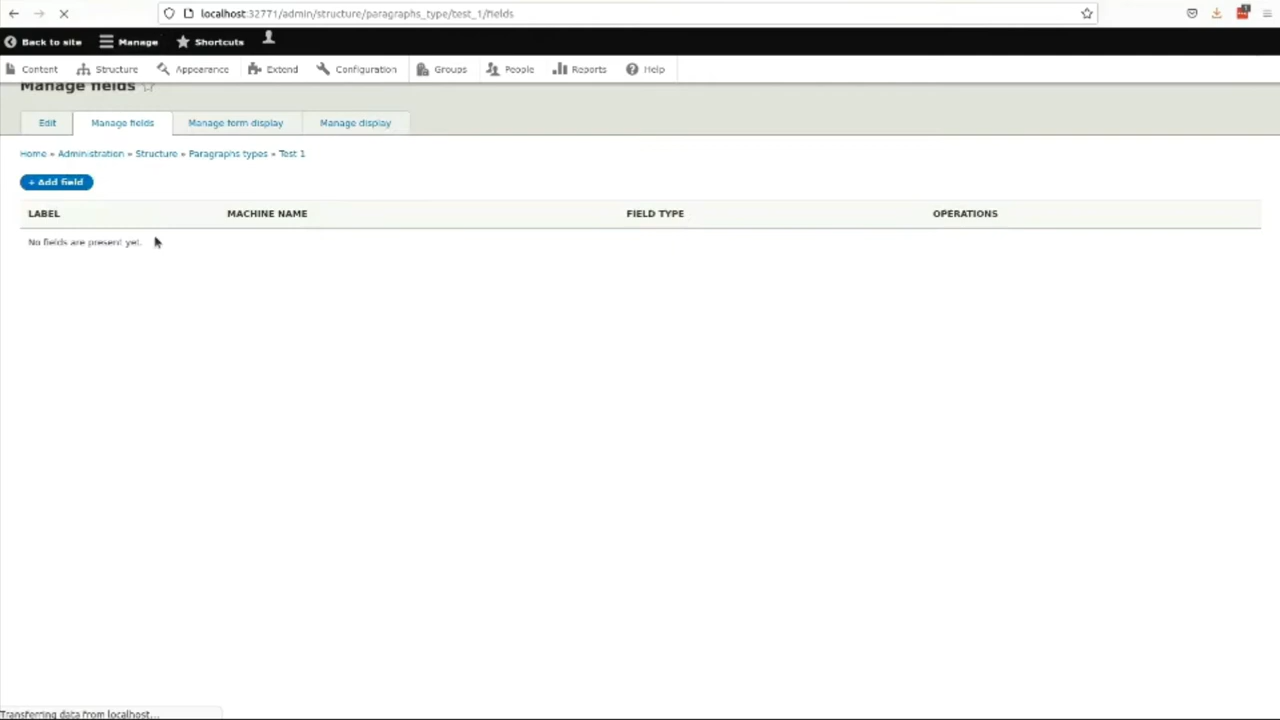 localhost:32771/admin/structure/paragraphs_type/test_1/fields
Back to site Manage Shortcuts
Content Structure Appearance Extend Configuration Groups People Reports Help
Manage fields
Edit Manage fields Manage form display Manage display
Home » Administration » Structure » Paragraphs types » Test 1
+ Add field
LABEL MACHINE NAME FIELD TYPE OPERATIONS
No fields are present yet.
Transferring data from localhost...